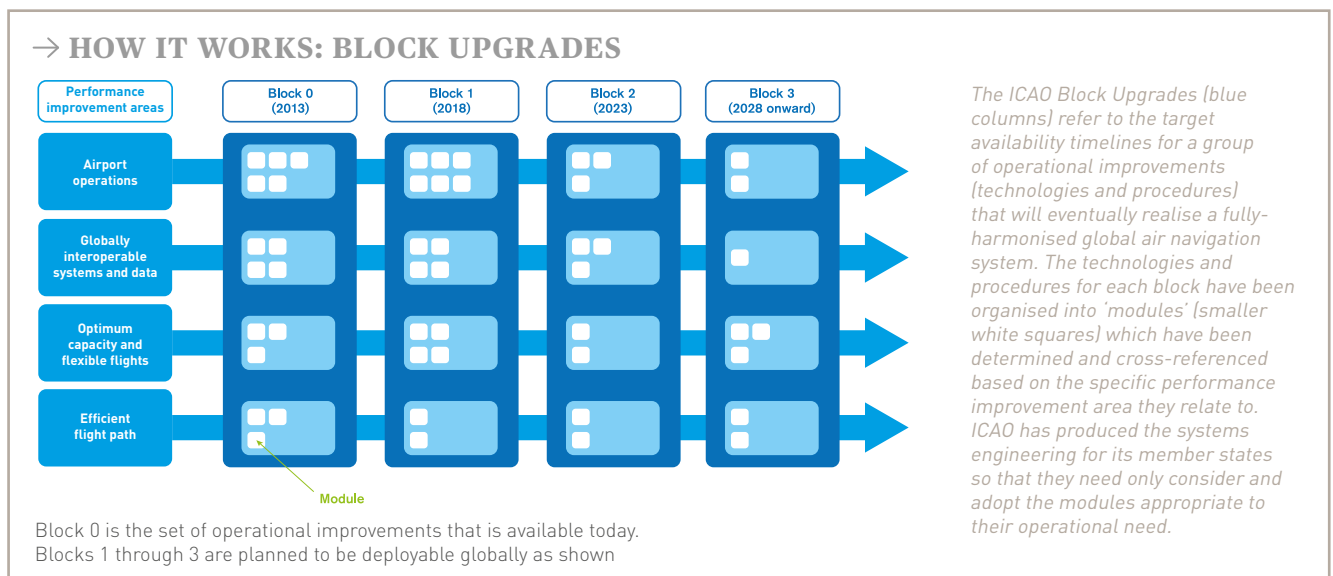 → HOW IT WORKS: BLOCK UPGRADES
Performance
improvement areas
Block 0
(2013)
Block 1
(2018)
Block 2
(2023)
Block 3
(2028 onward)
Airport
operations
Globally
interoperable
systems and data
Optimum
capacity and
flexible flights
Efficient
flight path
Module
Block 0 is the set of operational improvements that is available today.
Blocks 1 through 3 are planned to be deployable globally as shown
The ICAO Block Upgrades (blue
columns) refer to the target
availability timelines for a group
of operational improvements
(technologies and procedures)
that will eventually realise a fully-
harmonised global air navigation
system. The technologies and
procedures for each block have been
organised into ‘modules’ (smaller
white squares) which have been
determined and cross-referenced
based on the specific performance
improvement area they relate to.
ICAO has produced the systems
engineering for its member states
so that they need only consider and
adopt the modules appropriate to
their operational need.